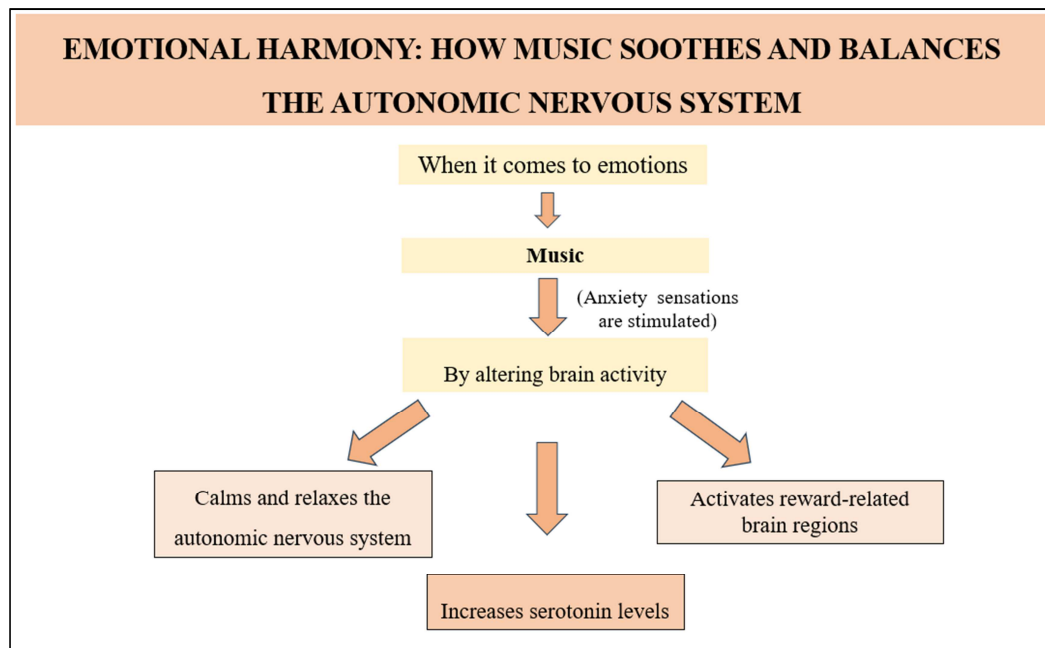 EMOTIONAL HARMONY: HOW MUSIC SOOTHES AND BALANCES
THE AUTONOMIC NERVOUS SYSTEM
When it comes to emotions
Music
(Anxiety sensations
are stimulated)
By altering brain activity
Calms and relaxes the
autonomic nervous system
Activates reward-related
brain regions
Increases serotonin levels